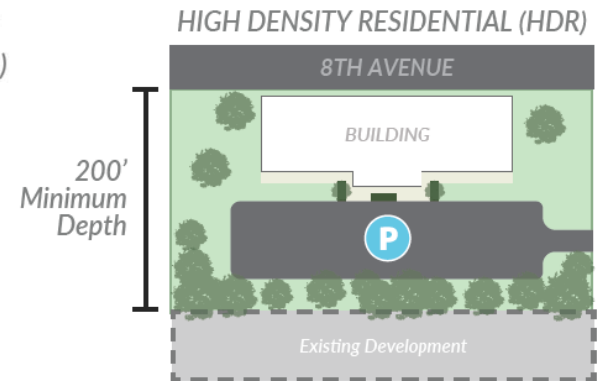 HIGH DENSITY RESIDENTIAL (HDR)
)
8TH AVENUE
BUILDING
200'
Minimum
Depth
P
Existing Development